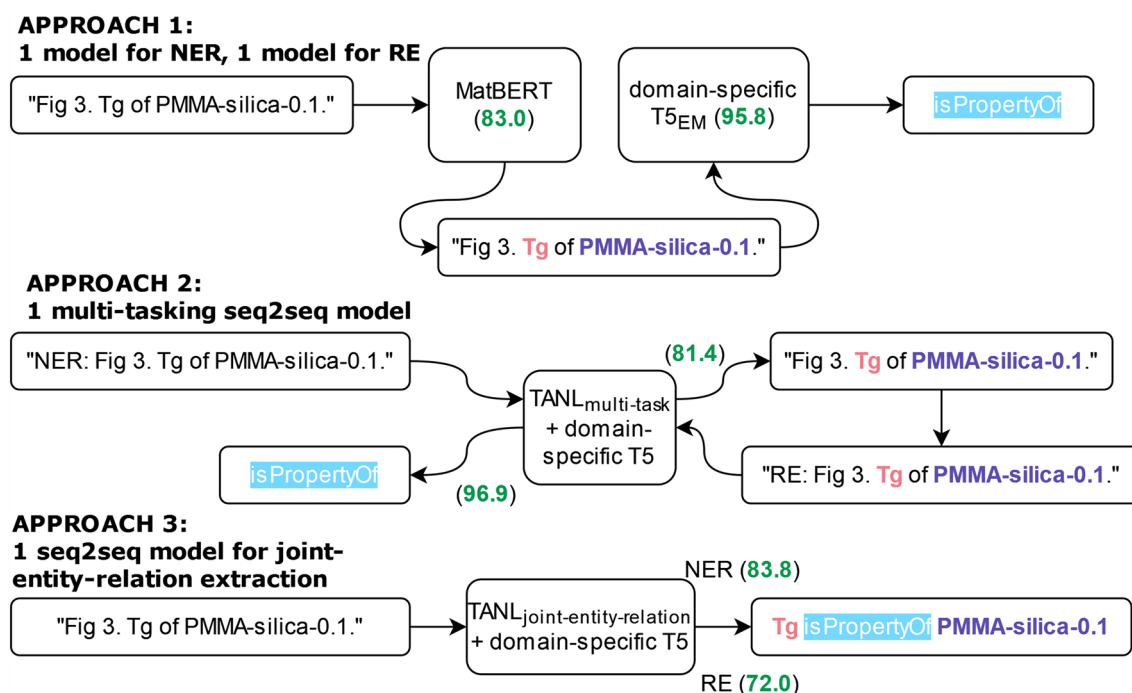 APPROACH 1:
1 model for NER, 1 model for RE
"Fig 3. Tg of PMMA-silica-0.1."
MatBERT
(83.0)
domain-specific
T5EM (95.8)
isPropertyOf
"Fig 3. Tg of PMMA-silica-0.1."
APPROACH 2:
1 multi-tasking seq2seq model
"NER: Fig 3. Tg of PMMA-silica-0.1."
TANLmulti-task
+ domain-
specific T5
(81.4)
"Fig 3. Tg of PMMA-silica-0.1."
"RE: Fig 3. Tg of PMMA-silica-0.1."
isPropertyOf
(96.9)
APPROACH 3:
1 seq2seq model for joint-
entity-relation extraction
"Fig 3. Tg of PMMA-silica-0.1."
TANLjoint-entity-relation
+ domain-specific T5
NER (83.8)
Tg isPropertyOf PMMA-silica-0.1
RE (72.0)